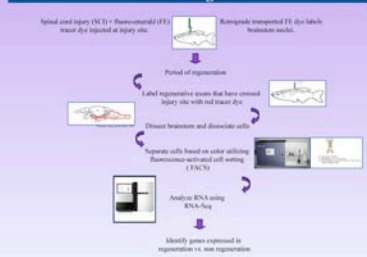 Spinal cord injury (SCI) + fluoro-emerald (FE)
tracer dye injected at injury site.
Retrograde transported FE dye labels
brainstem nuclei.
Period of regeneration
Label regenerative axons that have crossed
injury site with red tracer dye
Dissect brainstem and dissociate cells
Separate cells based on color utilizing
fluorescence-activated cell sorting
(FACS)
Analyze RNA using
RNA-Seq
Identify genes expressed in
regeneration vs. non regeneration